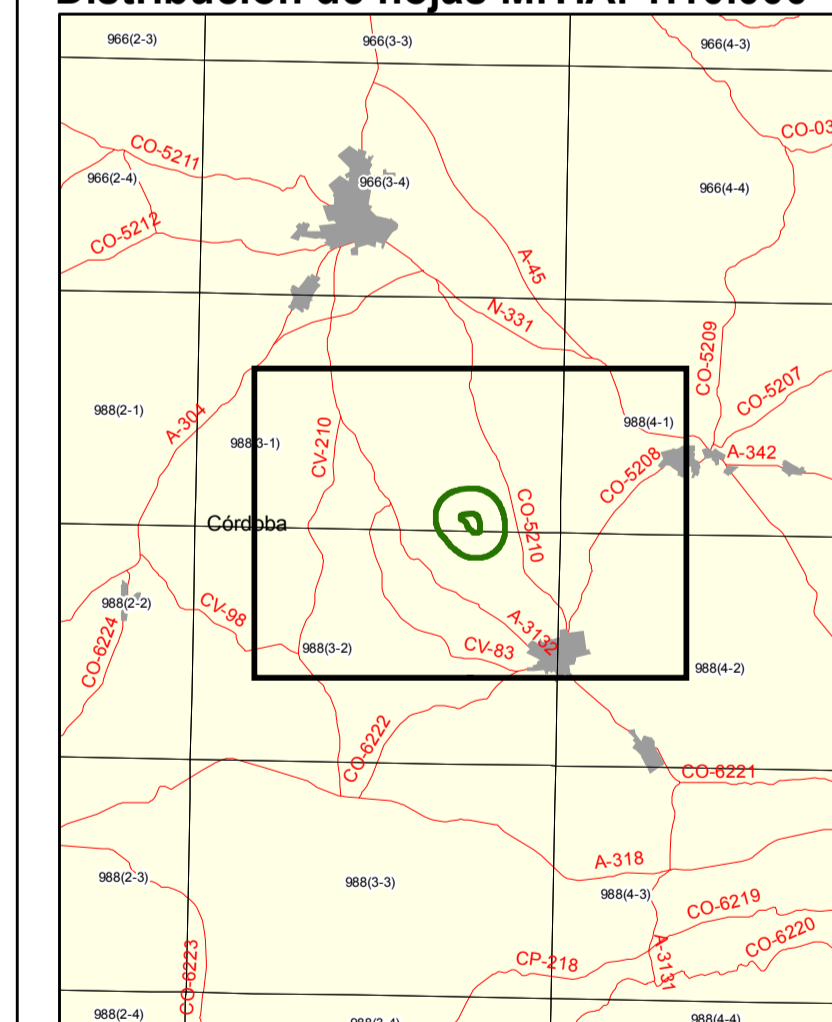 966(2-3)
966(3-3)
966(4-3)
CO-03
CO-5211
966(2-4)
966(3-4)
966(4-4)
CO-5212
A-45
N-331
CO-5209
CO-5207
988(2-1)
A-304
988(3-1)
CV-210
988(4-1)
A-342
CO-5208
CO-5210
Córdoba
988(2-2)
CV-98
CO-6224
988(3-2)
A-3132
CV-83
988(4-2)
CO-6222
CO-6221
A-318
988(2-3)
988(3-3)
988(4-3)
CO-6219
CO-6220
CO-6223
CP-218
A-3131
988(2-4)
988(3-4)
988(4-4)